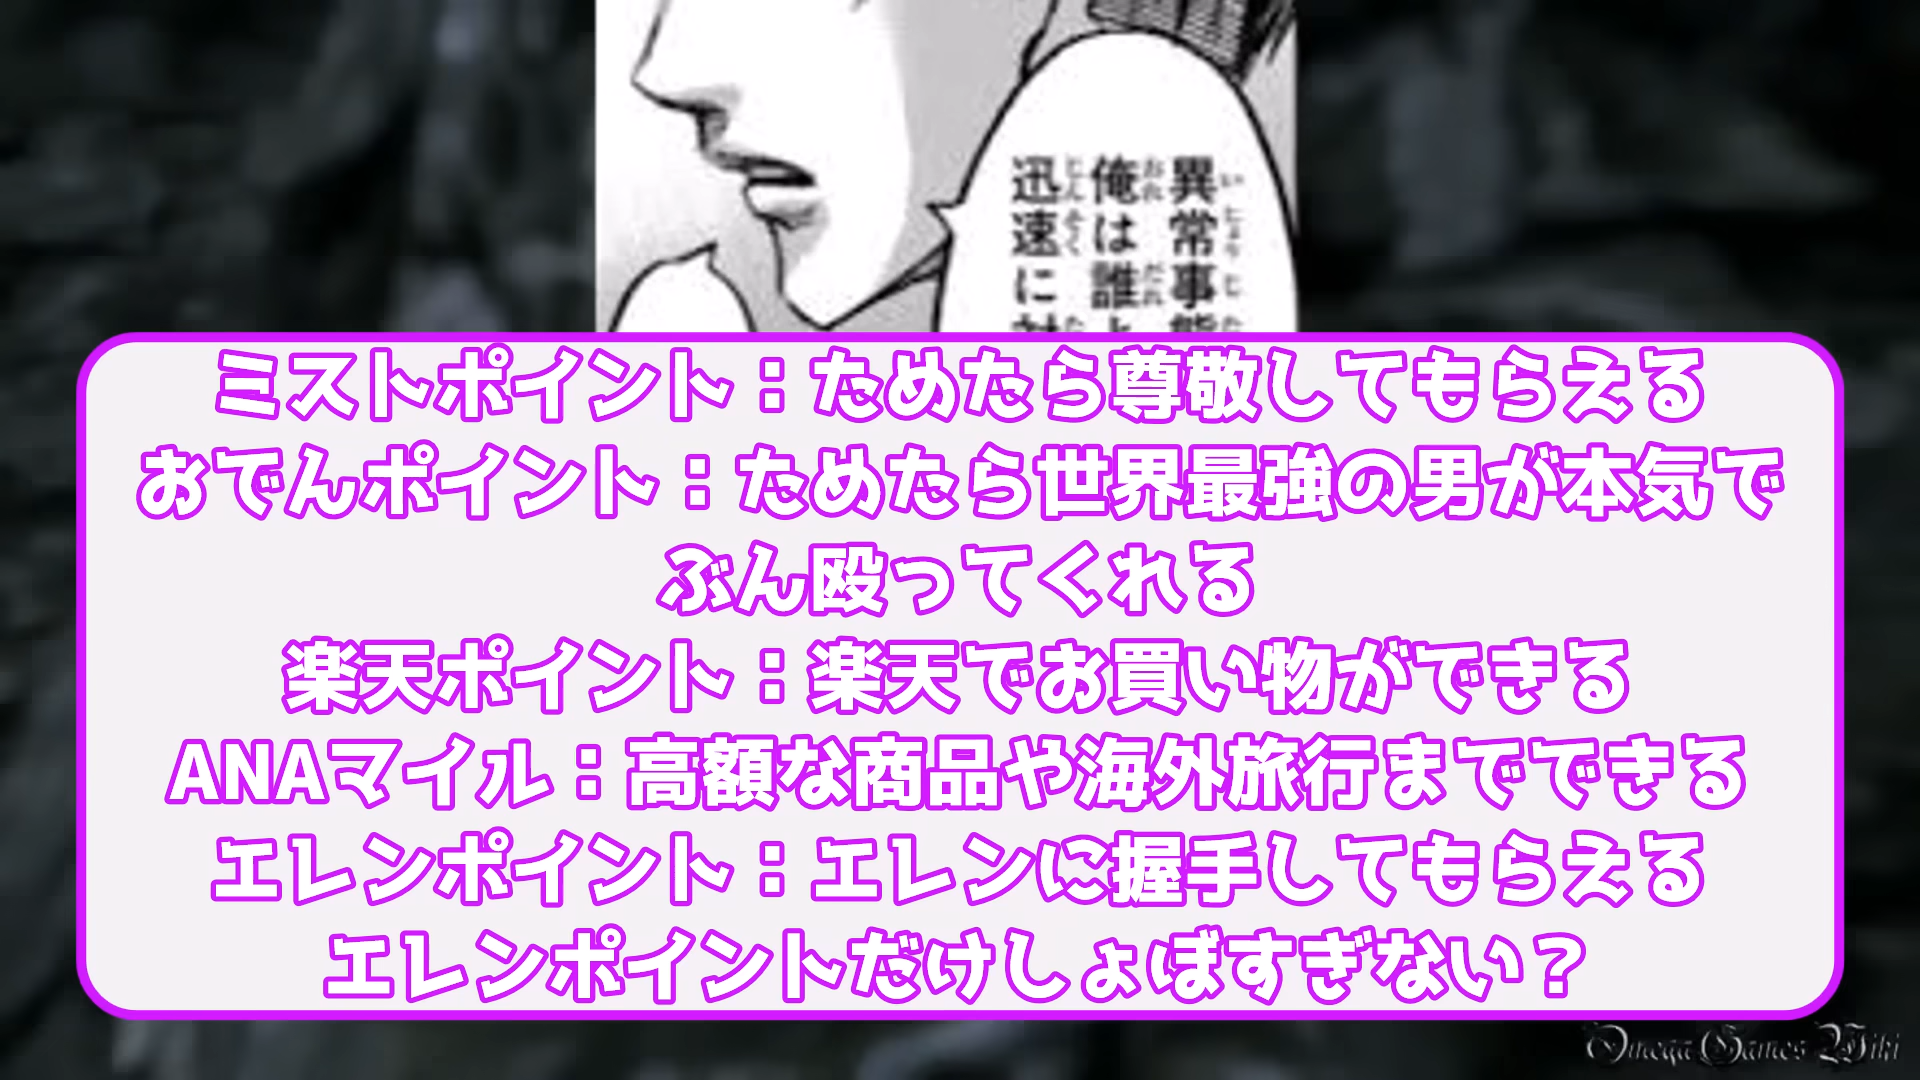 異常事態
俺は誰と
迅速に対
ミストポイント：ためたら尊敬してもらえる
おでんポイント：ためたら世界最強の男が本気で
ぶん殴ってくれる
楽天ポイント：楽天でお買い物ができる
ANAマイル：高額な商品や海外旅行までできる
エレンポイント：エレンに握手してもらえる
エレンポイントだけしょぼすぎない？
Omega Games Wiki